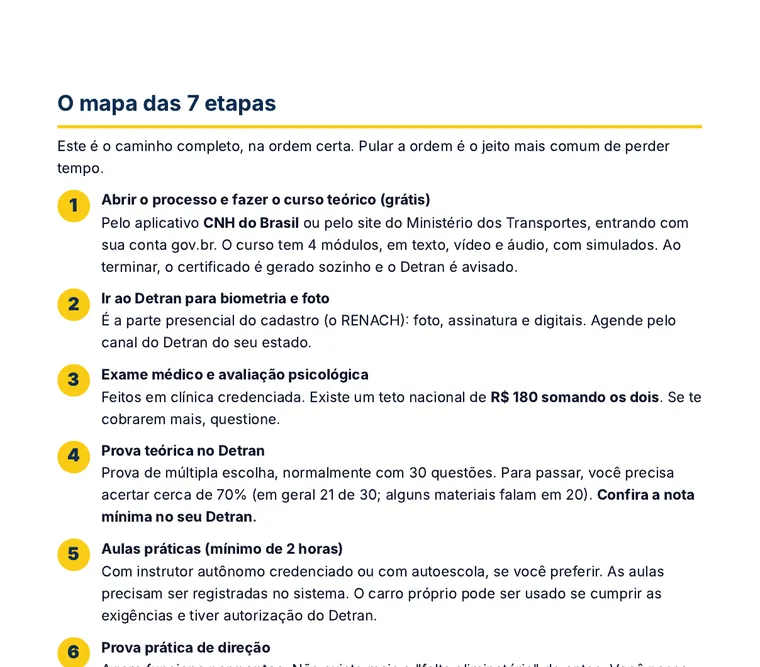 O mapa das 7 etapas
Este é o caminho completo, na ordem certa. Pular a ordem é o jeito mais comum de perder
tempo.
1
Abrir o processo e fazer o curso teórico (grátis)
Pelo aplicativo CNH do Brasil ou pelo site do Ministério dos Transportes, entrando com
sua conta gov.br. O curso tem 4 módulos, em texto, vídeo e áudio, com simulados. Ao
terminar, o certificado é gerado sozinho e o Detran é avisado.
2
Ir ao Detran para biometria e foto
É a parte presencial do cadastro (o RENACH): foto, assinatura e digitais. Agende pelo
canal do Detran do seu estado.
3
Exame médico e avaliação psicológica
Feitos em clínica credenciada. Existe um teto nacional de R$ 180 somando os dois. Se te
cobrarem mais, questione.
4
Prova teórica no Detran
Prova de múltipla escolha, normalmente com 30 questões. Para passar, você precisa
acertar cerca de 70% (em geral 21 de 30; alguns materiais falam em 20). Confira a nota
mínima no seu Detran.
5
Aulas práticas (mínimo de 2 horas)
Com instrutor autônomo credenciado ou com autoescola, se você preferir. As aulas
precisam ser registradas no sistema. O carro próprio pode ser usado se cumprir as
exigências e tiver autorização do Detran.
6
Prova prática de direção